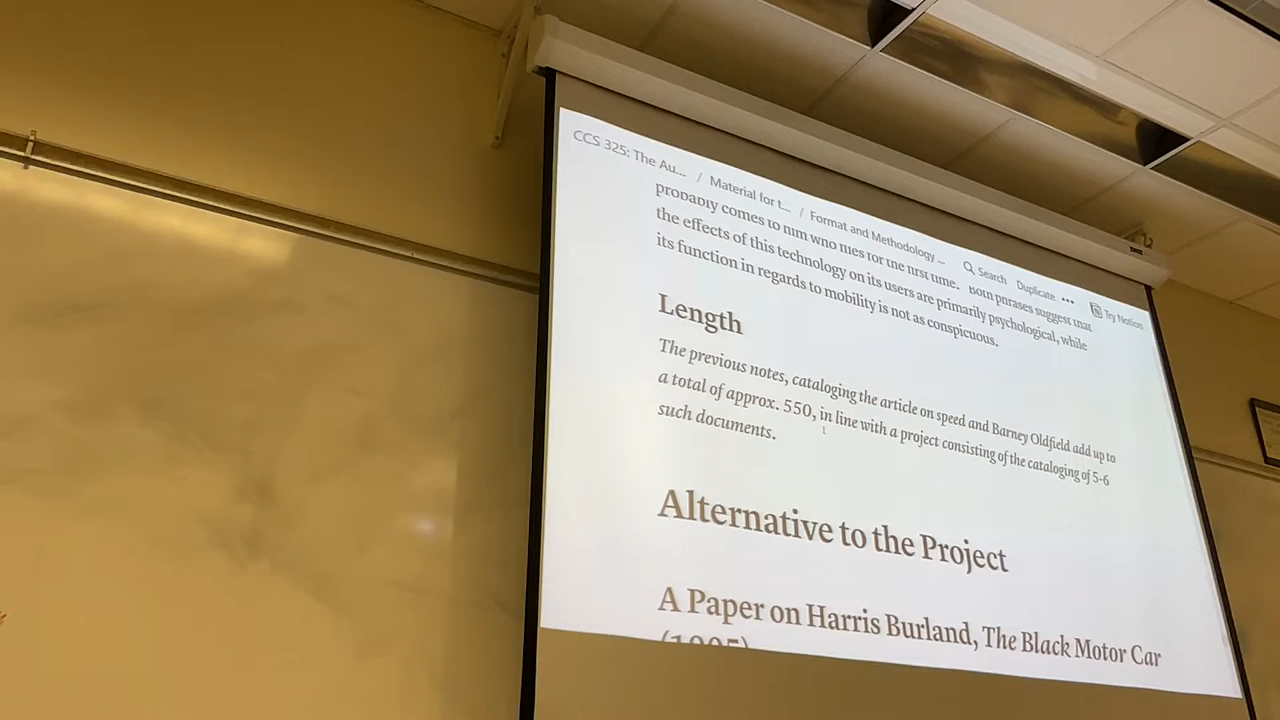 CCS 325: The Au... / Material for t... / Format and Methodology ... Search Duplicate ••• Try Notion
probably comes to him who flies for the first time. Both phrases suggest that
the effects of this technology on its users are primarily psychological, while
its function in regards to mobility is not as conspicuous.
Length
The previous notes, cataloging the article on speed and Barney Oldfield add up to
a total of approx. 550, in line with a project consisting of the cataloging of 5-6
such documents.
Alternative to the Project
A Paper on Harris Burland, The Black Motor Car
(1905)